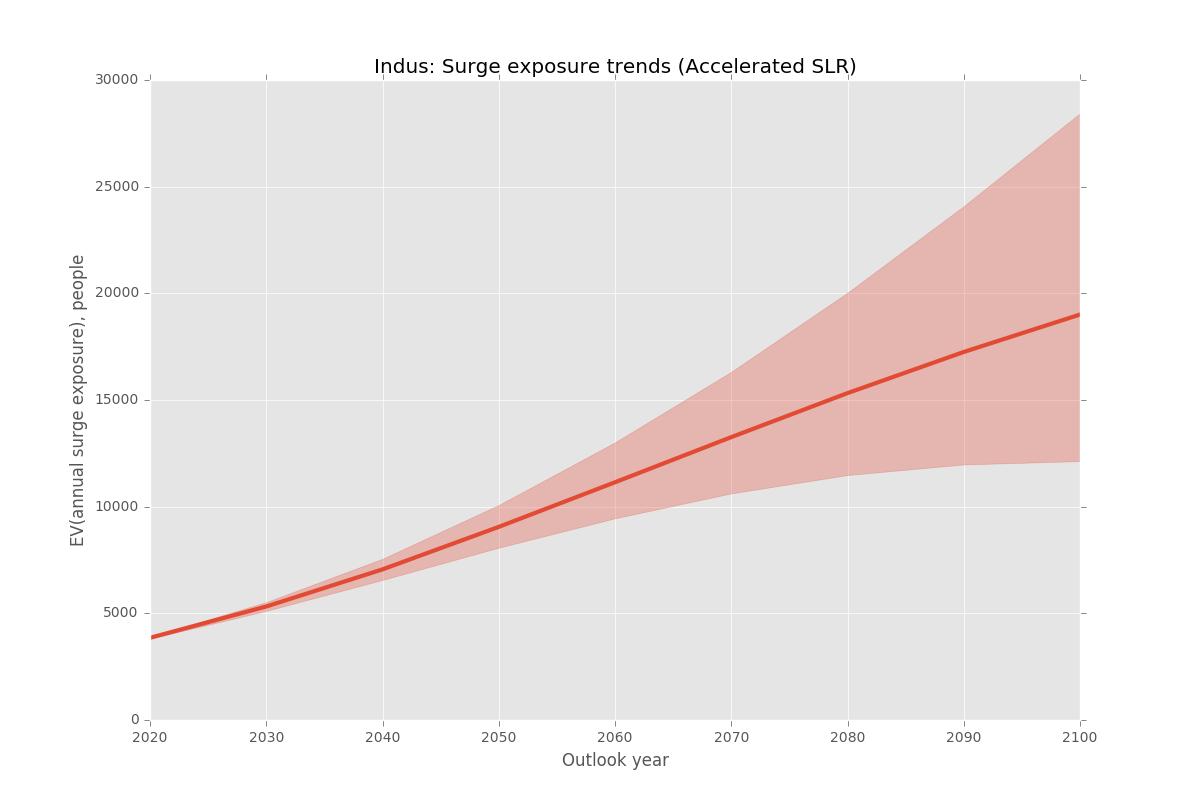 Indus: Surge exposure trends (Accelerated SLR)
30000
25000
20000
15000
10000
5000
0
EV(annual surge exposure), people
2020 2030 2040 2050 2060 2070 2080 2090 2100
Outlook year